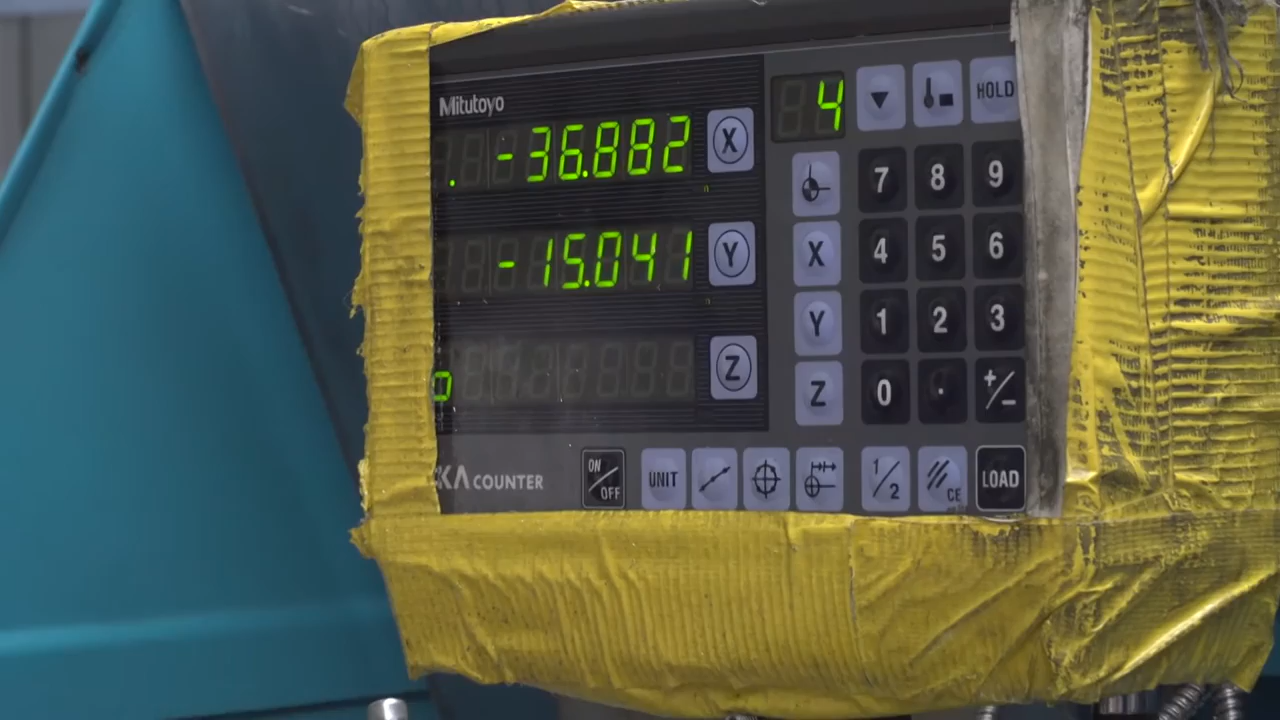 Mitutoyo
4
HOLD
-36.882
X
-15.041
Y
Z
X
Y
Z
7 8 9
4 5 6
1 2 3
0 . +/-
KA COUNTER
ON/OFF
UNIT
1/2
CE
LOAD